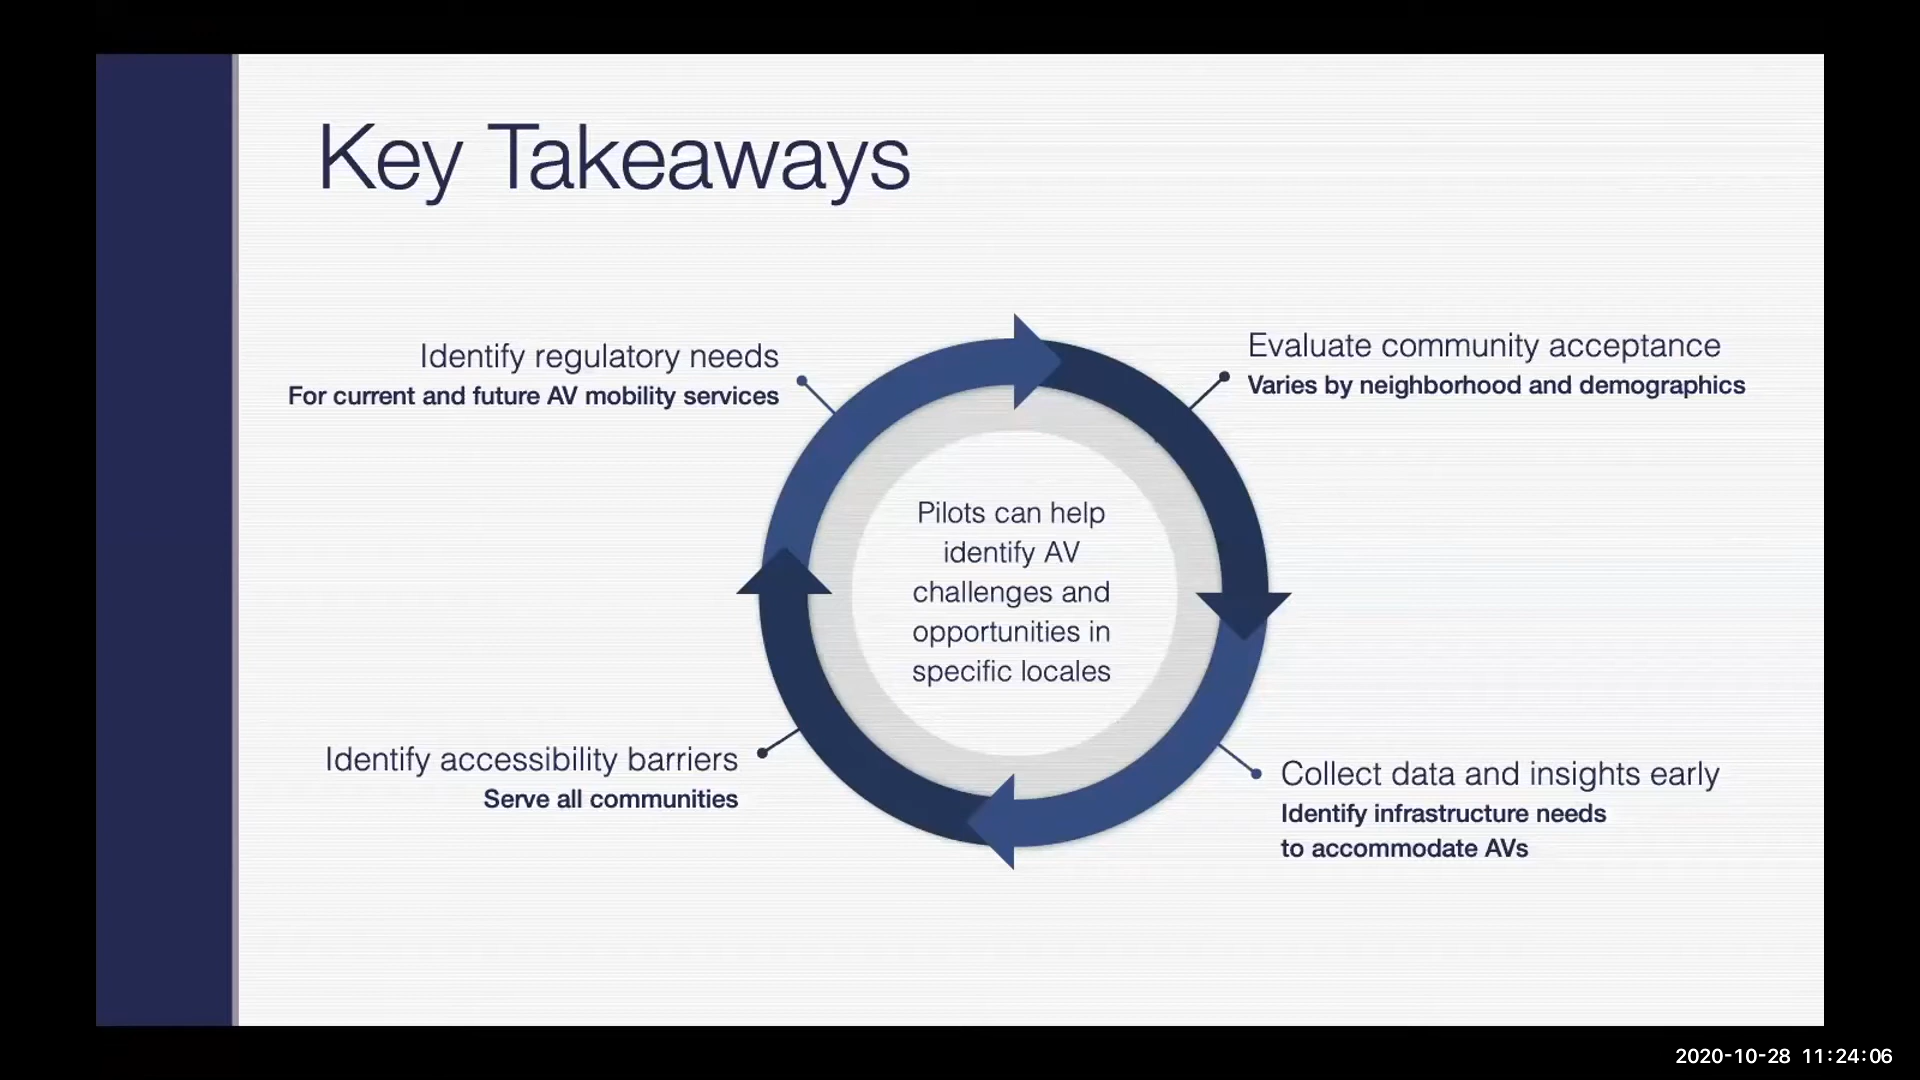 Key Takeaways
Identify regulatory needs
For current and future AV mobility services
Evaluate community acceptance
Varies by neighborhood and demographics
Pilots can help
identify AV
challenges and
opportunities in
specific locales
Identify accessibility barriers
Serve all communities
Collect data and insights early
Identify infrastructure needs
to accommodate AVs
2020-10-28 11:24:06